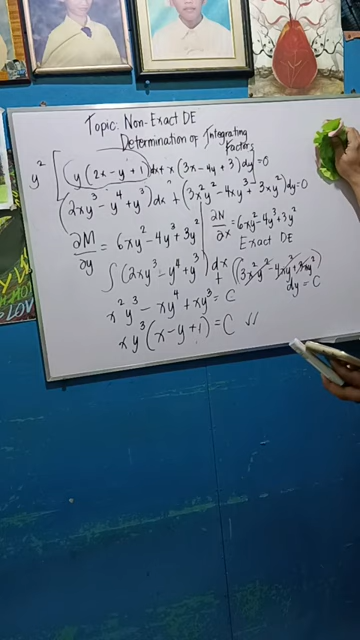 Topic: Non-Exact DE
Determination of Integrating Factors
y² [y(2x-y+1)dx + x(3x-4y+3)dy]=0
(2xy³-y⁴+y³)dx + (3x²y²-4xy³+3xy²)dy=0
∂M/∂y = 6xy²-4y³+3y² | ∂N/∂x = 6xy²-4y³+3y²
Exact DE
∫(2xy³-y⁴+y³)dx + ∫(3x²y²-4xy³+3xy²)dy = C
x²y³-xy⁴+xy³ = C
xy³(x-y+1) = C //